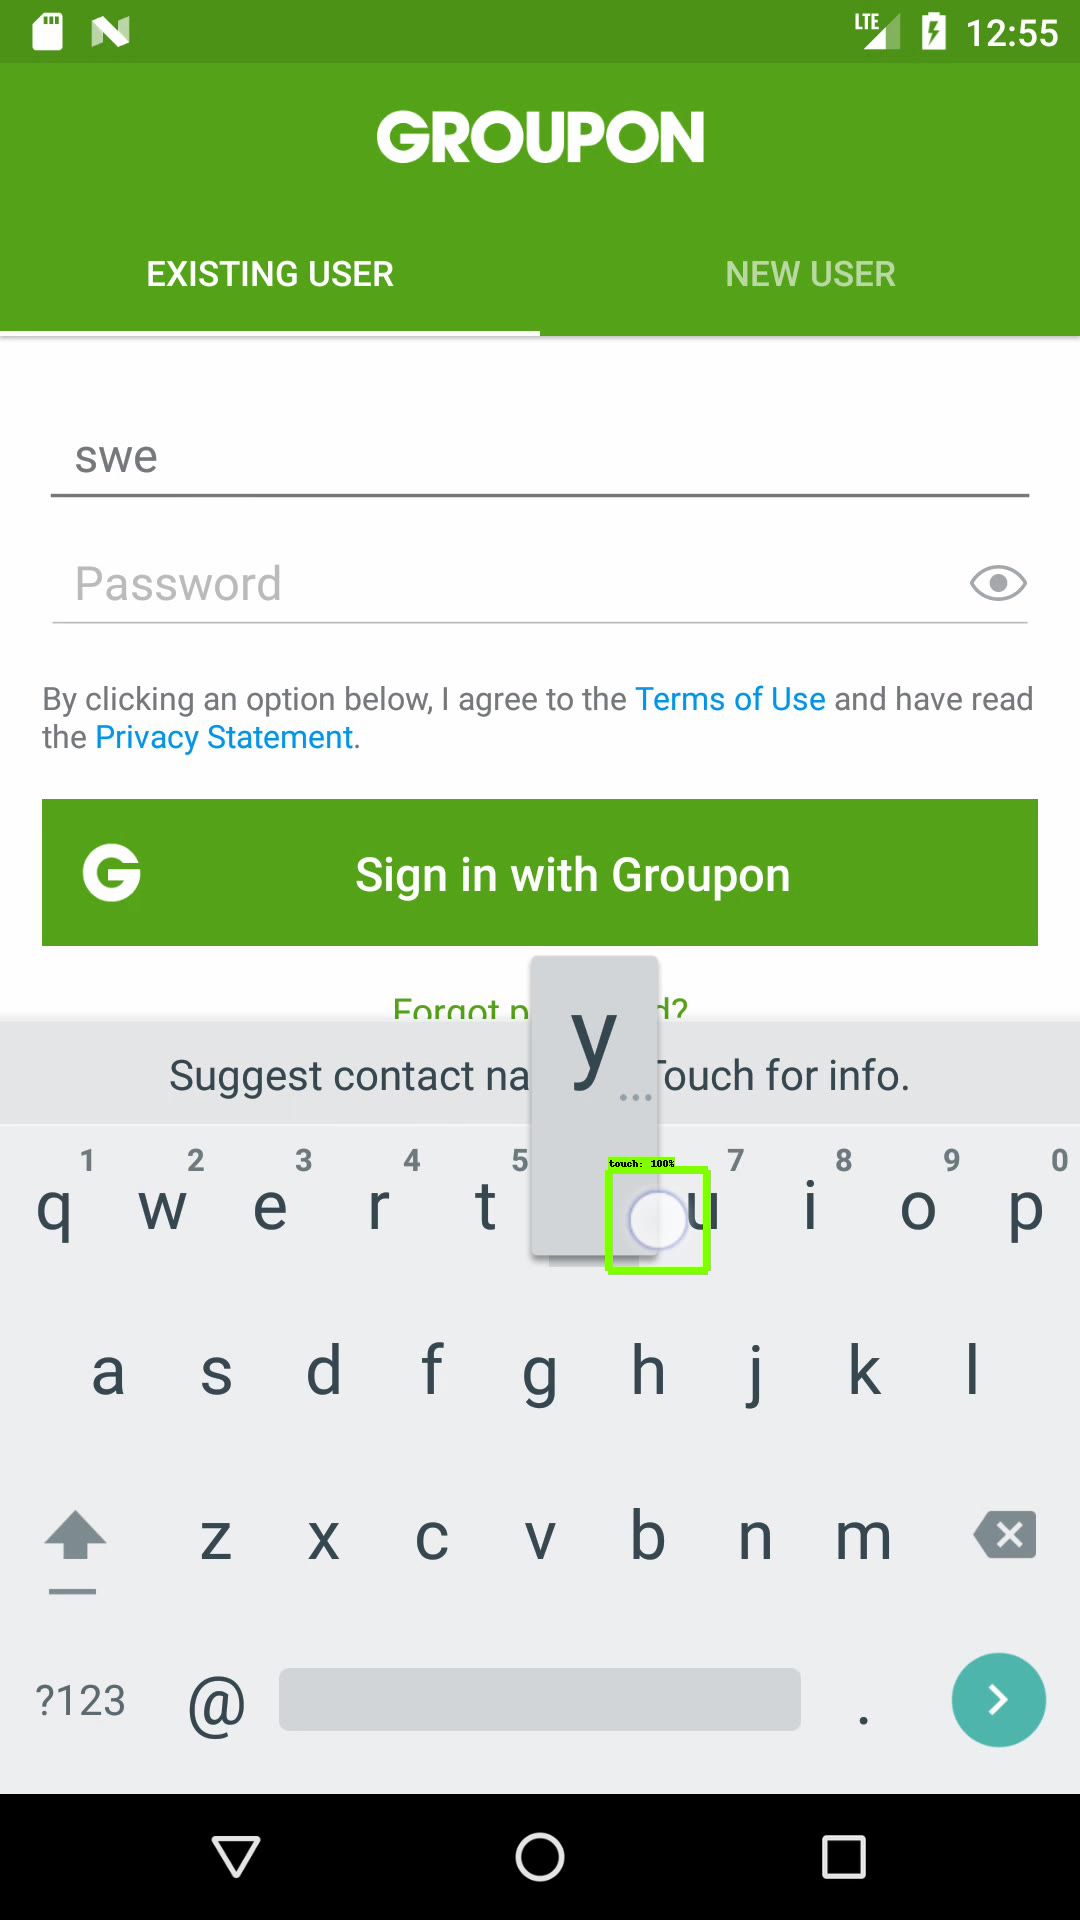 LTE 12:55
GROUPON
EXISTING USER NEW USER
swe
Password
By clicking an option below, I agree to the Terms of Use and have read
the Privacy Statement.
G Sign in with Groupon
Forgot p d?
y
Suggest contact na Touch for info.
touch: 100%
1 2 3 4 5 7 8 9 0
q w e r t u i o p
a s d f g h j k l
z x c v b n m
?123 @ .